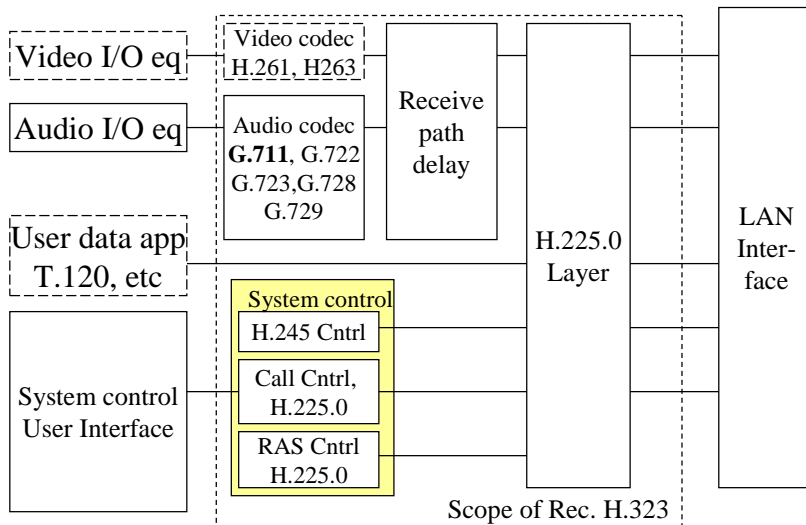 Video I/O eq
Video codec
H.261, H263
Audio I/O eq
Audio codec
G.711, G.722
G.723,G.728
G.729
Receive
path
delay
User data app
T.120, etc
H.225.0
Layer
LAN
Inter-
face
System control
H.245 Cntrl
Call Cntrl,
H.225.0
RAS Cntrl
H.225.0
System control
User Interface
Scope of Rec. H.323